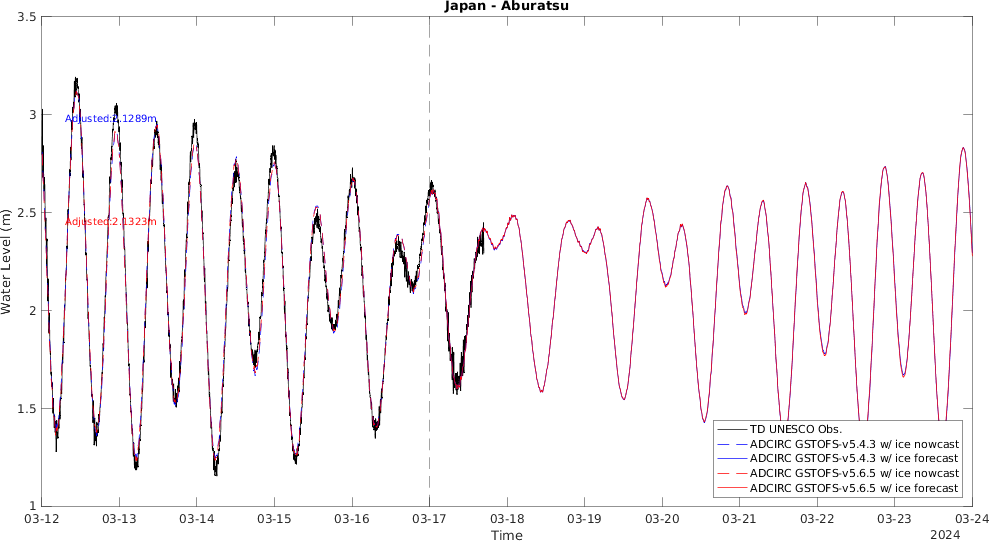 Japan - Aburatsu
Water Level (m)
3.5
3
2.5
2
1.5
1
Adjusted:2.1289m
Adjusted:2.1323m
TD UNESCO Obs.
ADCIRC GSTOFS-v5.4.3 w/ ice nowcast
ADCIRC GSTOFS-v5.4.3 w/ ice forecast
ADCIRC GSTOFS-v5.6.5 w/ ice nowcast
ADCIRC GSTOFS-v5.6.5 w/ ice forecast
03-12 03-13 03-14 03-15 03-16 03-17 03-18 03-19 03-20 03-21 03-22 03-23 03-24
Time
2024